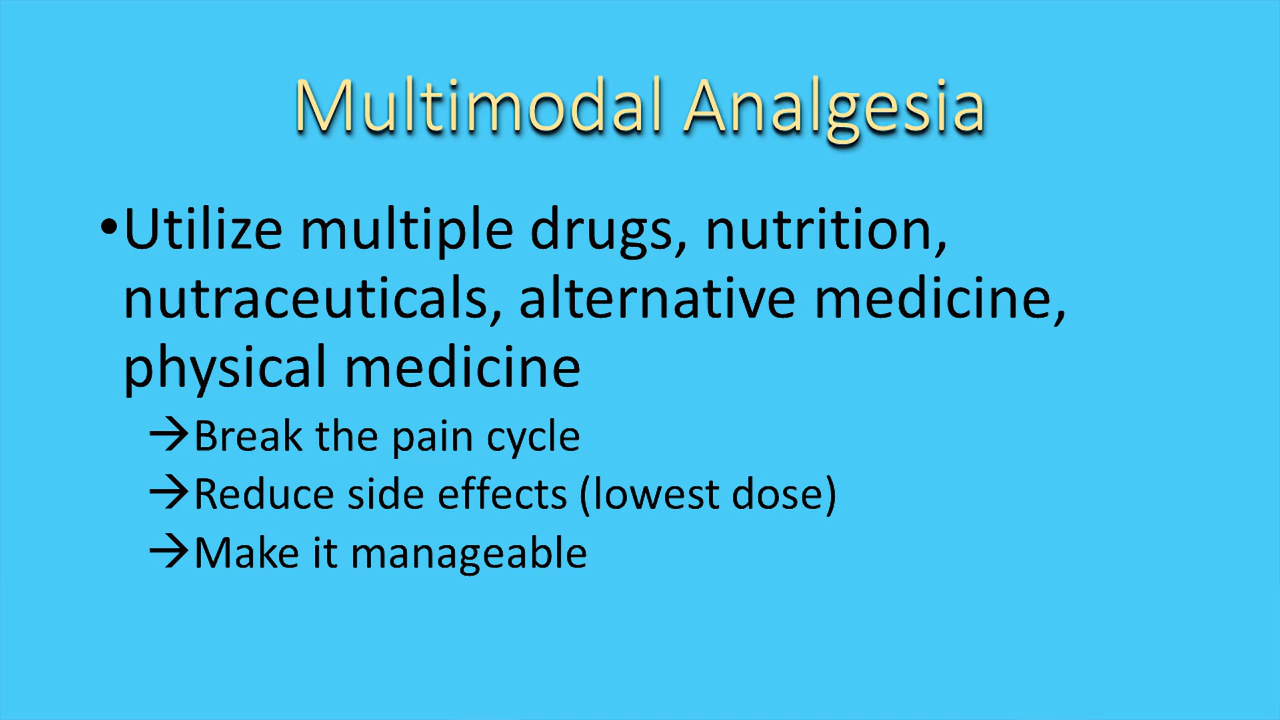 Multimodal Analgesia
•Utilize multiple drugs, nutrition,
nutraceuticals, alternative medicine,
physical medicine
→Break the pain cycle
→Reduce side effects (lowest dose)
→Make it manageable